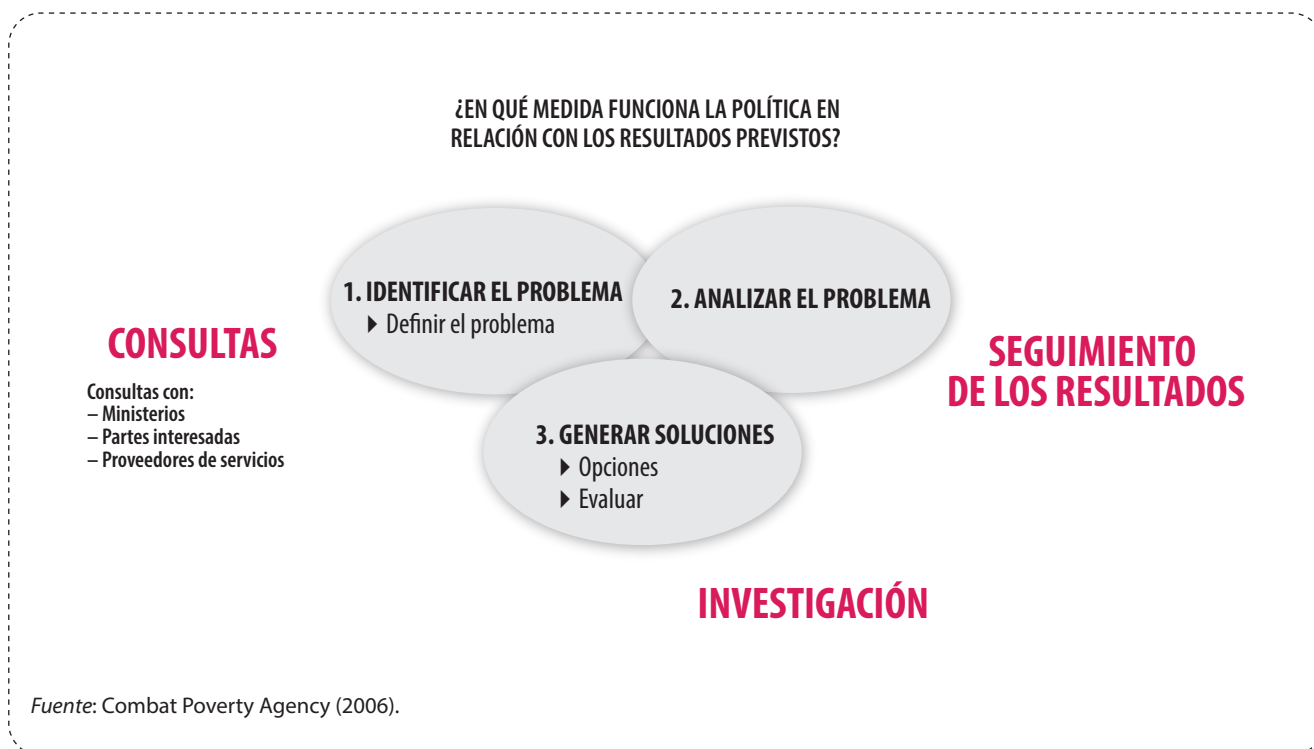 ¿EN QUÉ MEDIDA FUNCIONA LA POLÍTICA EN
RELACIÓN CON LOS RESULTADOS PREVISTOS?
1. IDENTIFICAR EL PROBLEMA
▶ Definir el problema
2. ANALIZAR EL PROBLEMA
CONSULTAS
Consultas con:
– Ministerios
– Partes interesadas
– Proveedores de servicios
SEGUIMIENTO
DE LOS RESULTADOS
3. GENERAR SOLUCIONES
▶ Opciones
▶ Evaluar
INVESTIGACIÓN
Fuente: Combat Poverty Agency (2006).